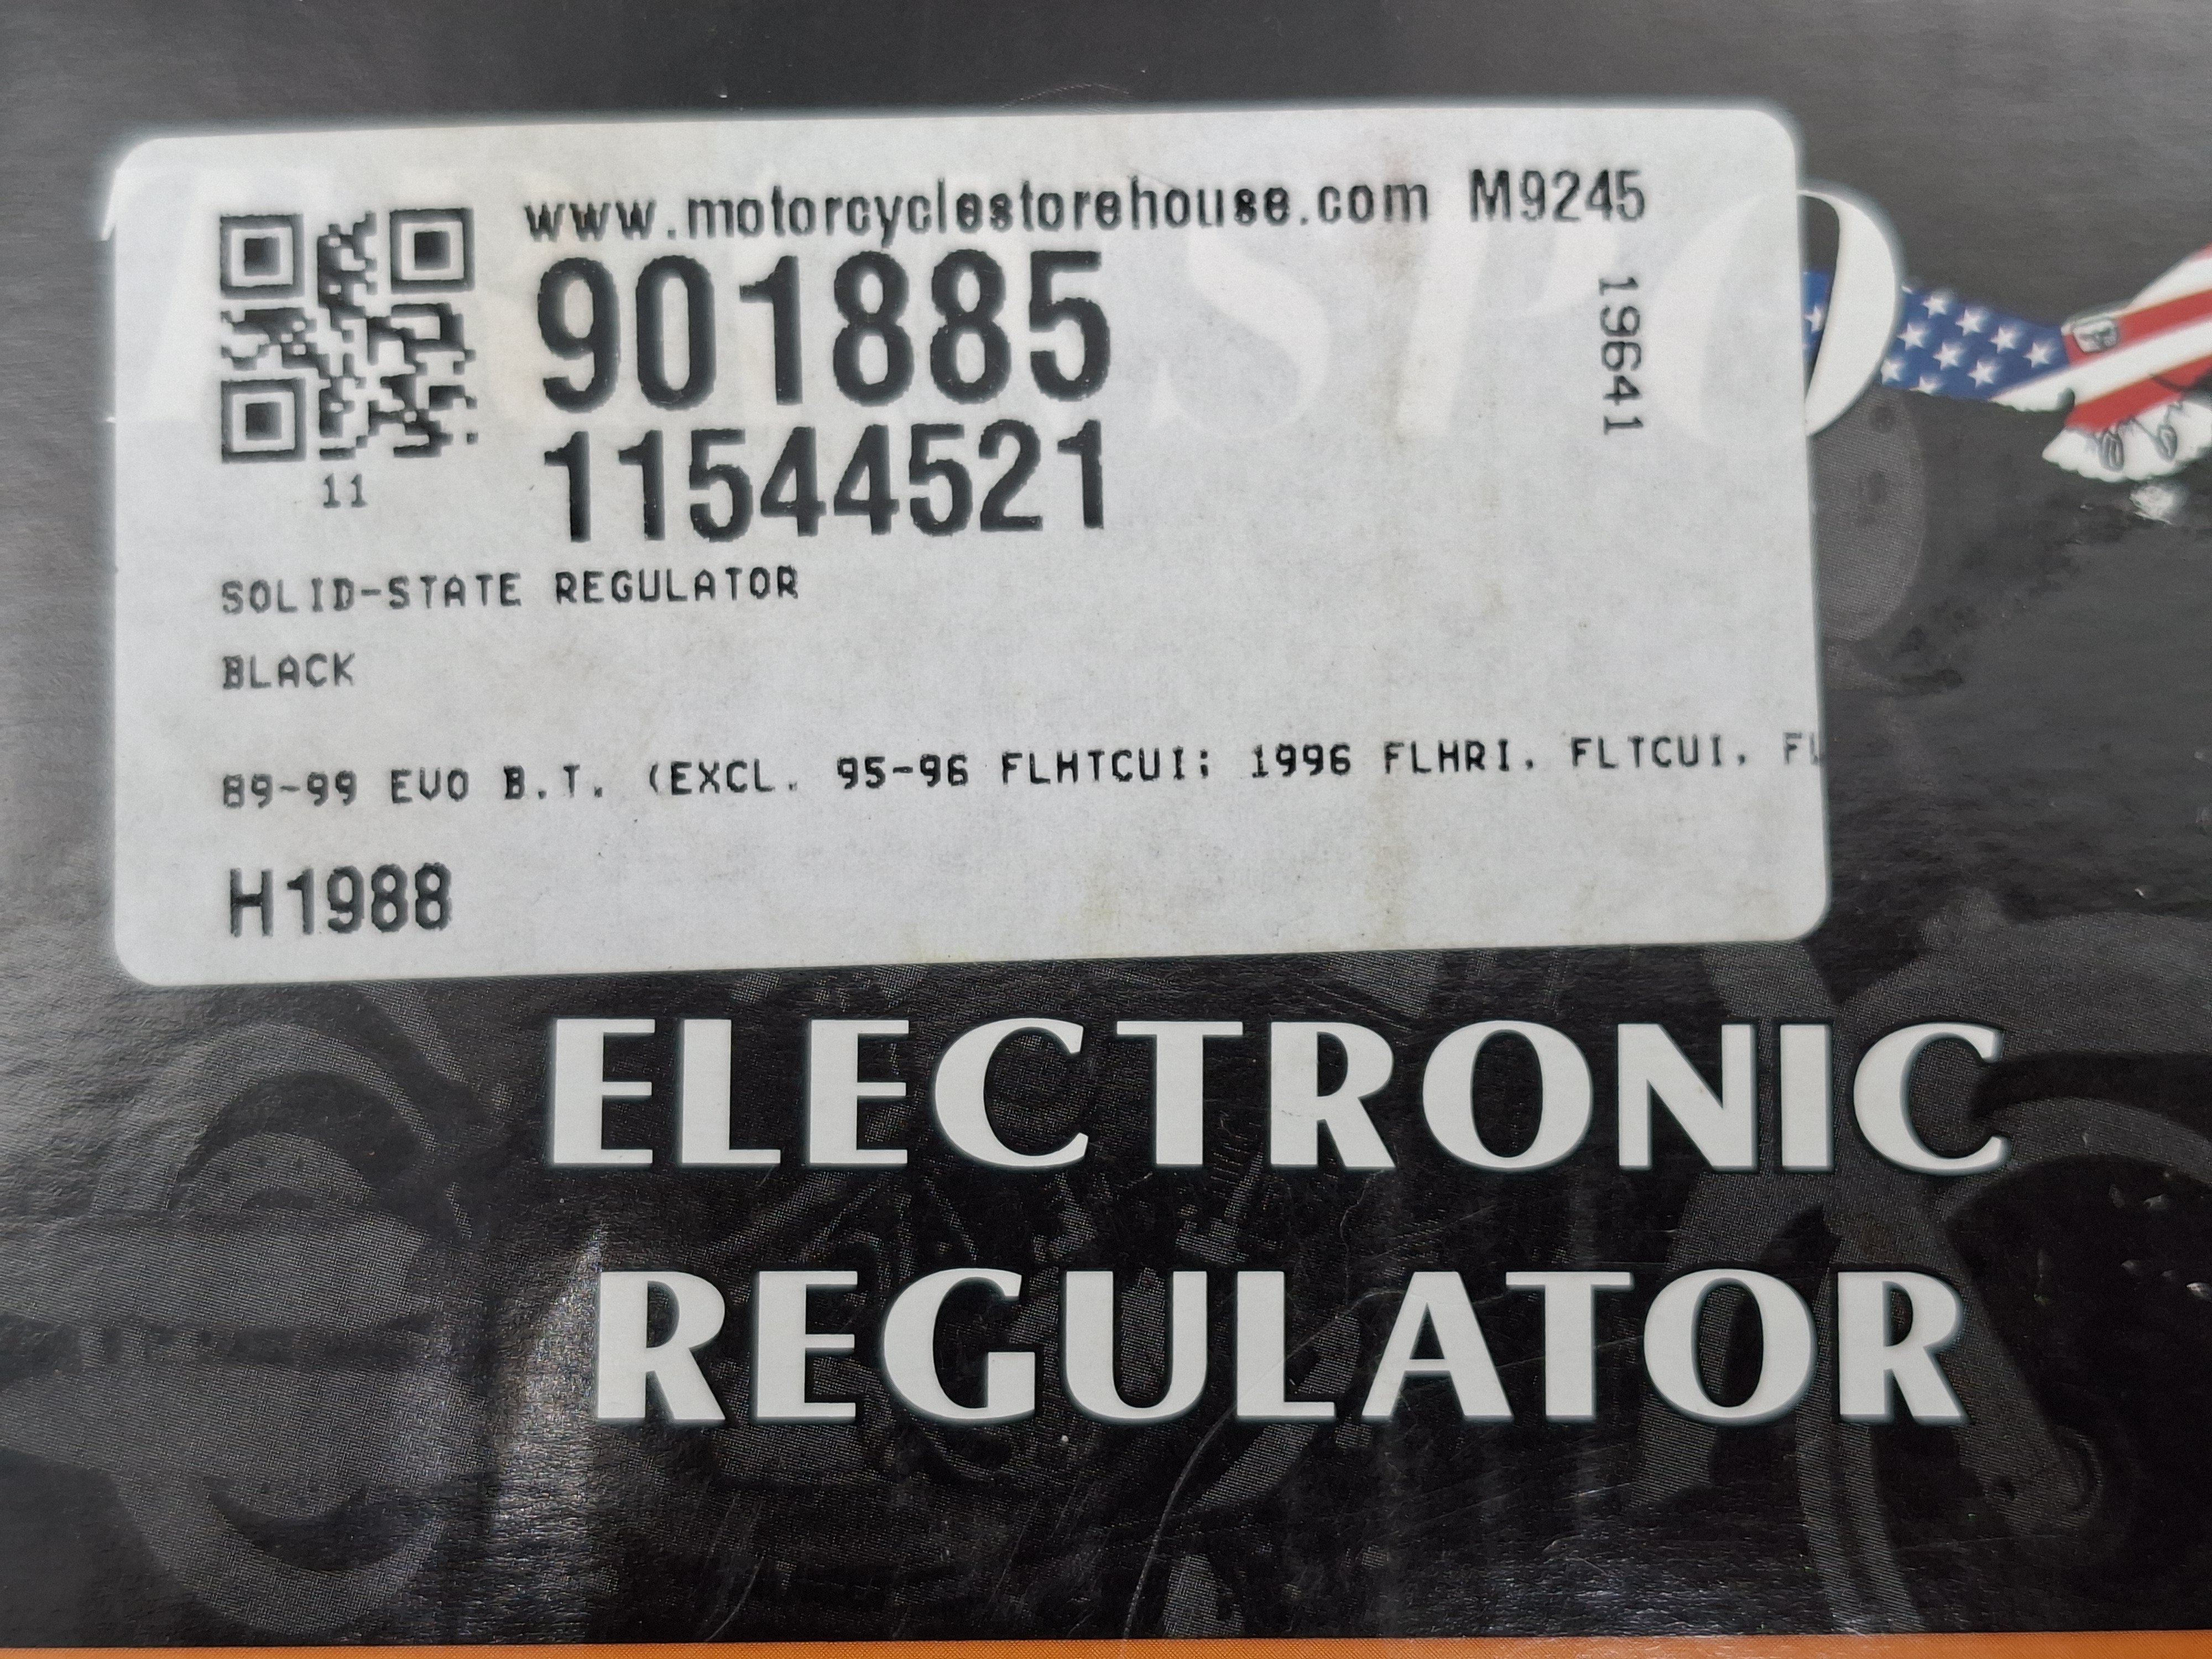 www.motorcyclestorehouse.com M9245
901885
19641
11544521
11
SOLID-STATE REGULATOR
BLACK
89-99 EVO B.T. (EXCL. 95-96 FLHTCUI; 1996 FLHRI, FLTCUI, FL
H1988
ELECTRONIC
REGULATOR